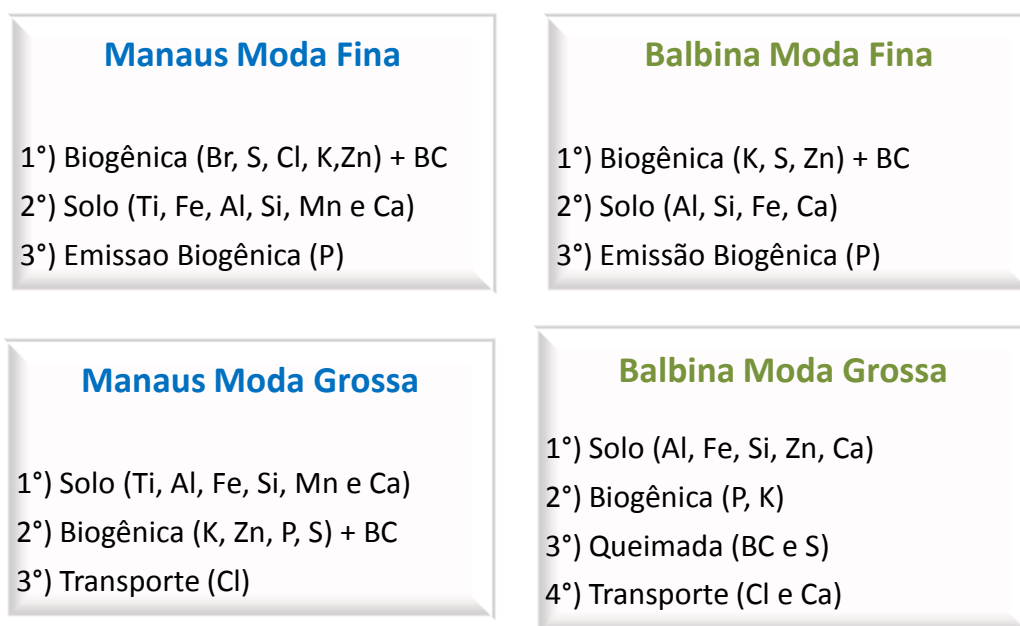 Manaus Moda Fina
1°) Biogênica (Br, S, Cl, K,Zn) + BC
2°) Solo (Ti, Fe, Al, Si, Mn e Ca)
3°) Emissao Biogênica (P)
Balbina Moda Fina
1°) Biogênica (K, S, Zn) + BC
2°) Solo (Al, Si, Fe, Ca)
3°) Emissão Biogênica (P)
Manaus Moda Grossa
1°) Solo (Ti, Al, Fe, Si, Mn e Ca)
2°) Biogênica (K, Zn, P, S) + BC
3°) Transporte (Cl)
Balbina Moda Grossa
1°) Solo (Al, Fe, Si, Zn, Ca)
2°) Biogênica (P, K)
3°) Queimada (BC e S)
4°) Transporte (Cl e Ca)